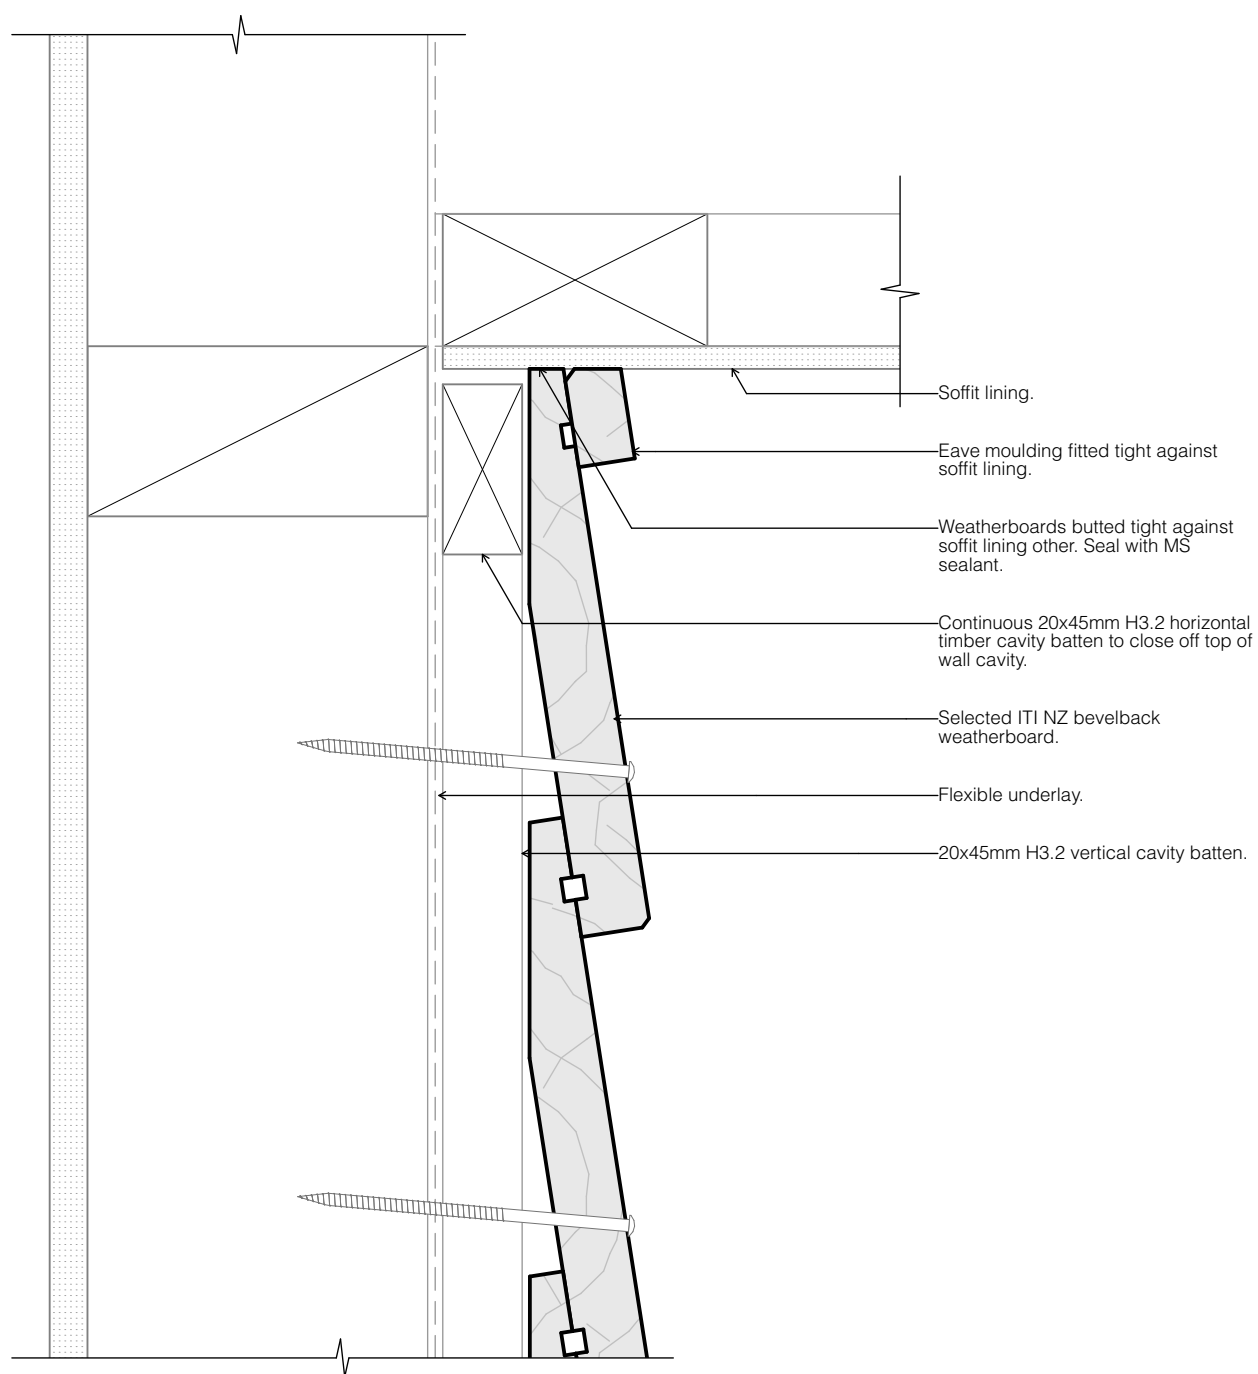 Soffit lining.
Eave moulding fitted tight against
soffit lining.
Weatherboards butted tight against
soffit lining other. Seal with MS
sealant.
Continuous 20x45mm H3.2 horizontal
timber cavity batten to close off top of
wall cavity.
Selected ITI NZ bevelback
weatherboard.
Flexible underlay.
20x45mm H3.2 vertical cavity batten.